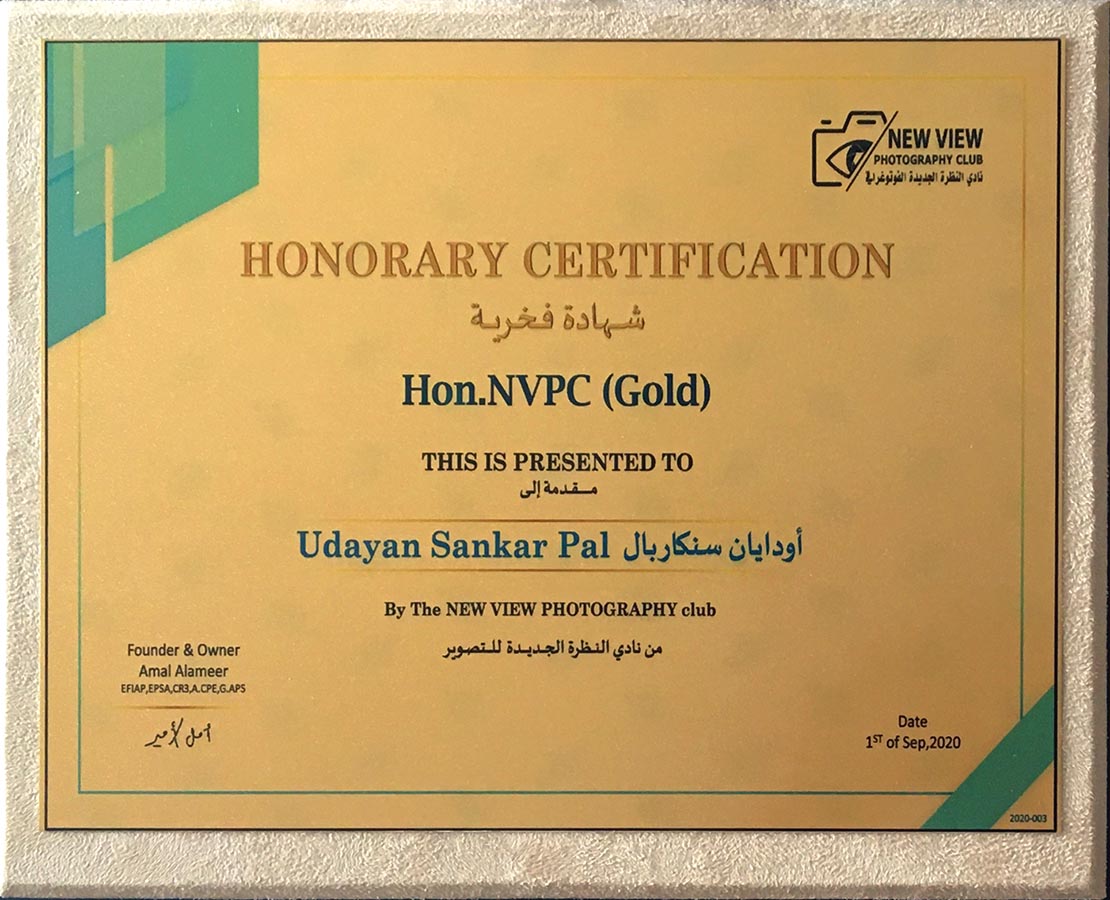 NEW VIEW
PHOTOGRAPHY CLUB
نادي النظرة الجديدة الفوتوغرافي
HONORARY CERTIFICATION
شهادة فخرية
Hon.NVPC (Gold)
THIS IS PRESENTED TO
مقدمة إلى
Udayan Sankar Pal أودايان سنكاربال
By The NEW VIEW PHOTOGRAPHY club
من نادي النظرة الجديدة للتصوير
Founder & Owner
Amal Alameer
EFIAP,EPSA,CR3,A.CPE,G.APS
أمل الأمير
Date
1ST of Sep,2020
2020-003